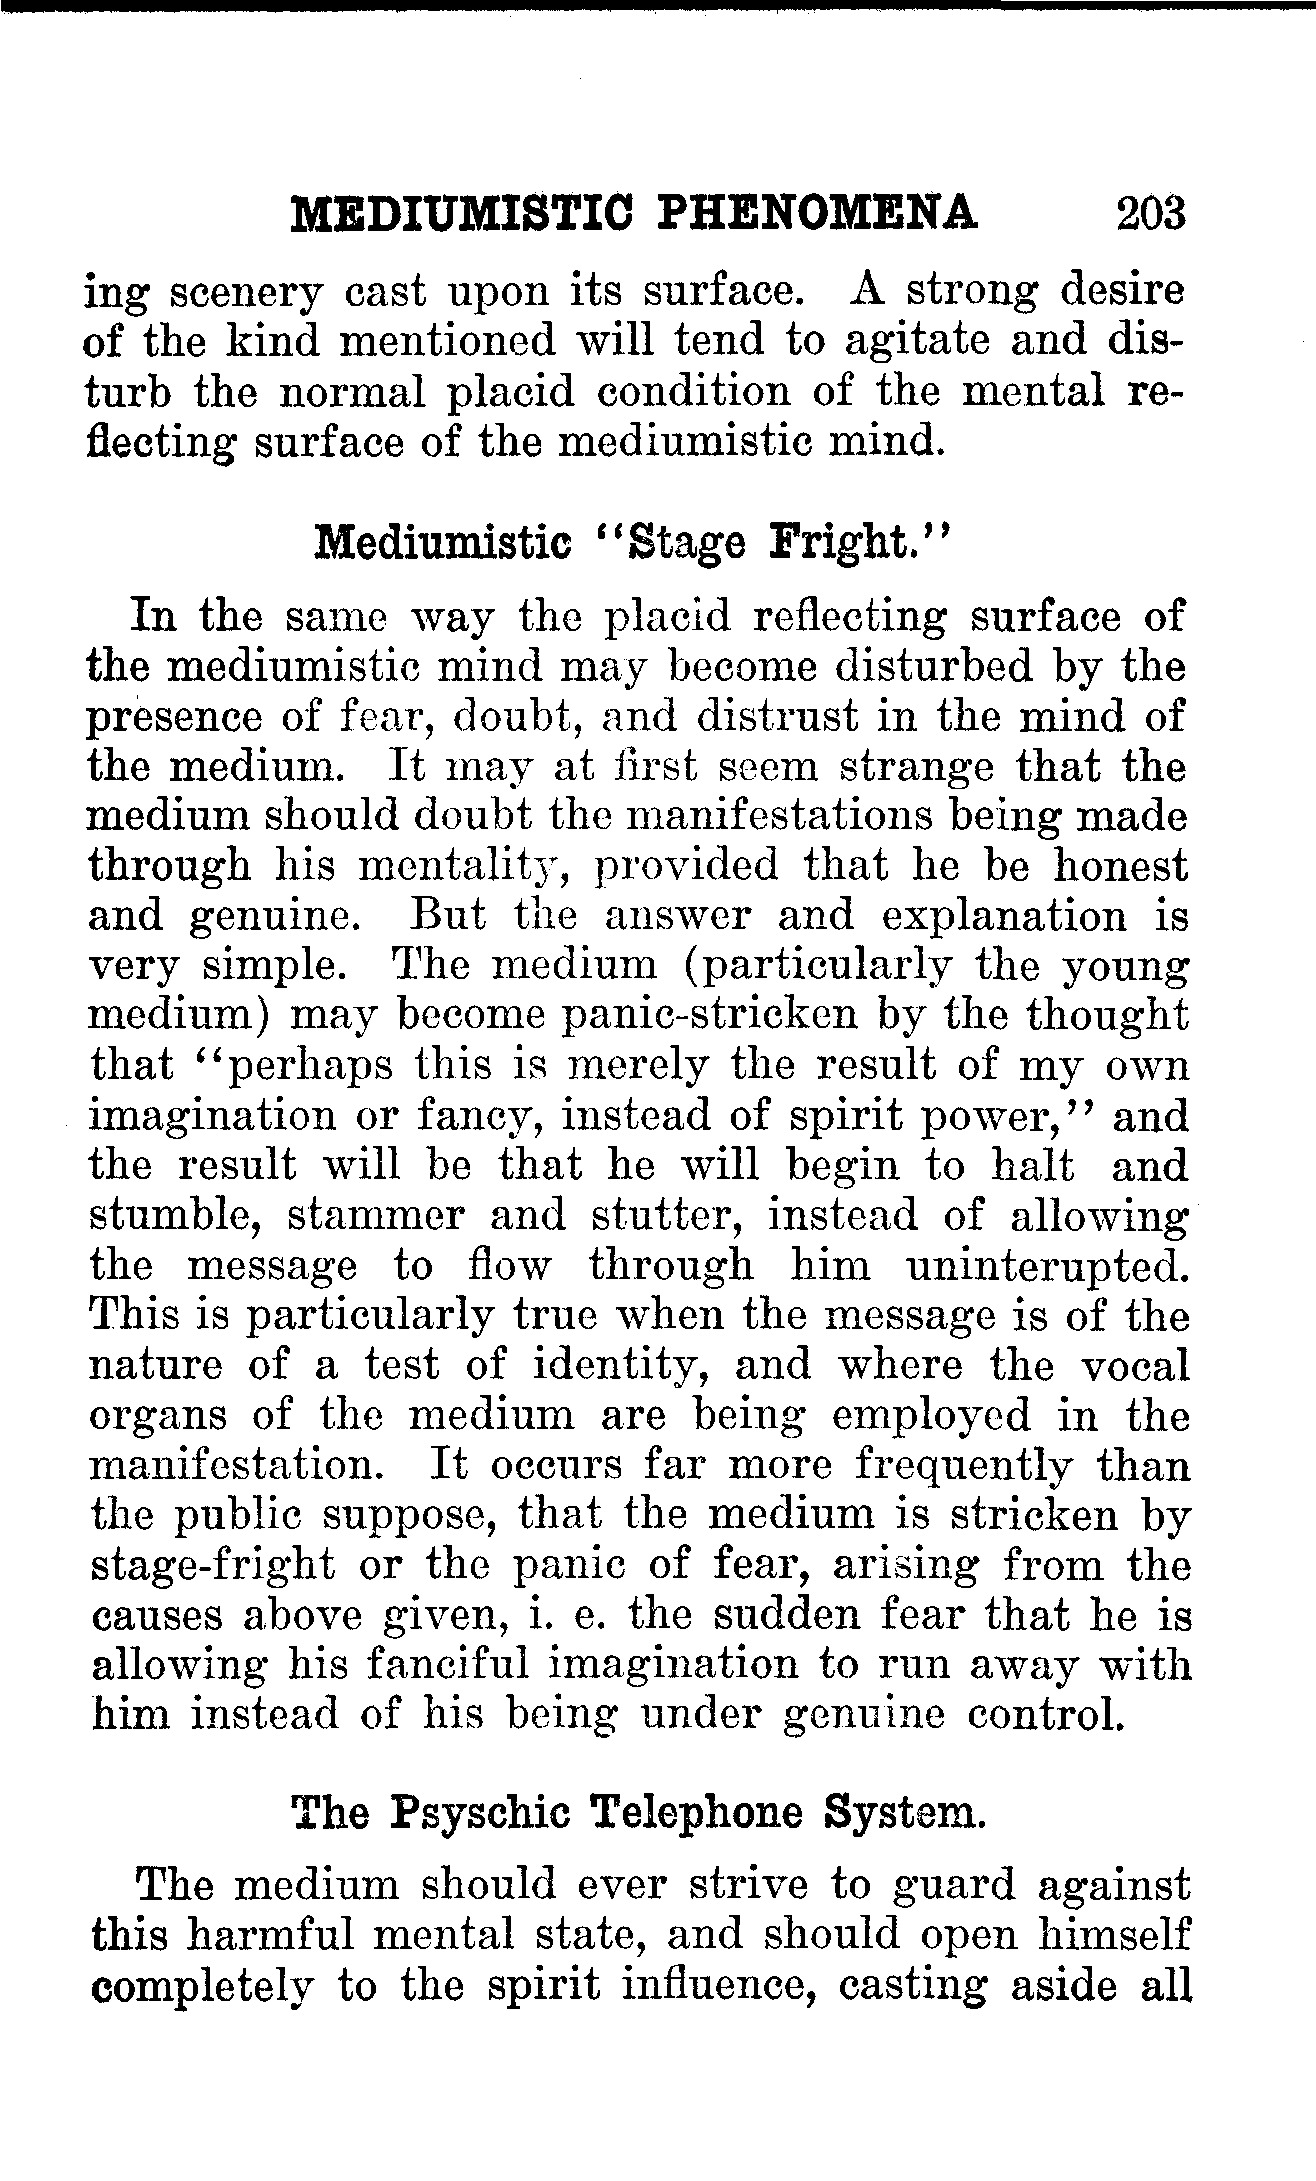 MEDIUMISTIC PHENOMENA 203
ing scenery cast upon its surface. A strong desire
of the kind mentioned will tend to agitate and dis-
turb the normal placid condition of the mental re-
flecting surface of the mediumistic mind.
Mediumistic "Stage Fright."
In the same way the placid reflecting surface of
the mediumistic mind may become disturbed by the
presence of fear, doubt, and distrust in the mind of
the medium. It may at first seem strange that the
medium should doubt the manifestations being made
through his mentality, provided that he be honest
and genuine. But the answer and explanation is
very simple. The medium (particularly the young
medium) may become panic-stricken by the thought
that "perhaps this is merely the result of my own
imagination or fancy, instead of spirit power," and
the result will be that he will begin to halt and
stumble, stammer and stutter, instead of allowing
the message to flow through him uninterupted.
This is particularly true when the message is of the
nature of a test of identity, and where the vocal
organs of the medium are being employed in the
manifestation. It occurs far more frequently than
the public suppose, that the medium is stricken by
stage-fright or the panic of fear, arising from the
causes above given, i. e. the sudden fear that he is
allowing his fanciful imagination to run away with
him instead of his being under genuine control.
The Psyschic Telephone System.
The medium should ever strive to guard against
this harmful mental state, and should open himself
completely to the spirit influence, casting aside all